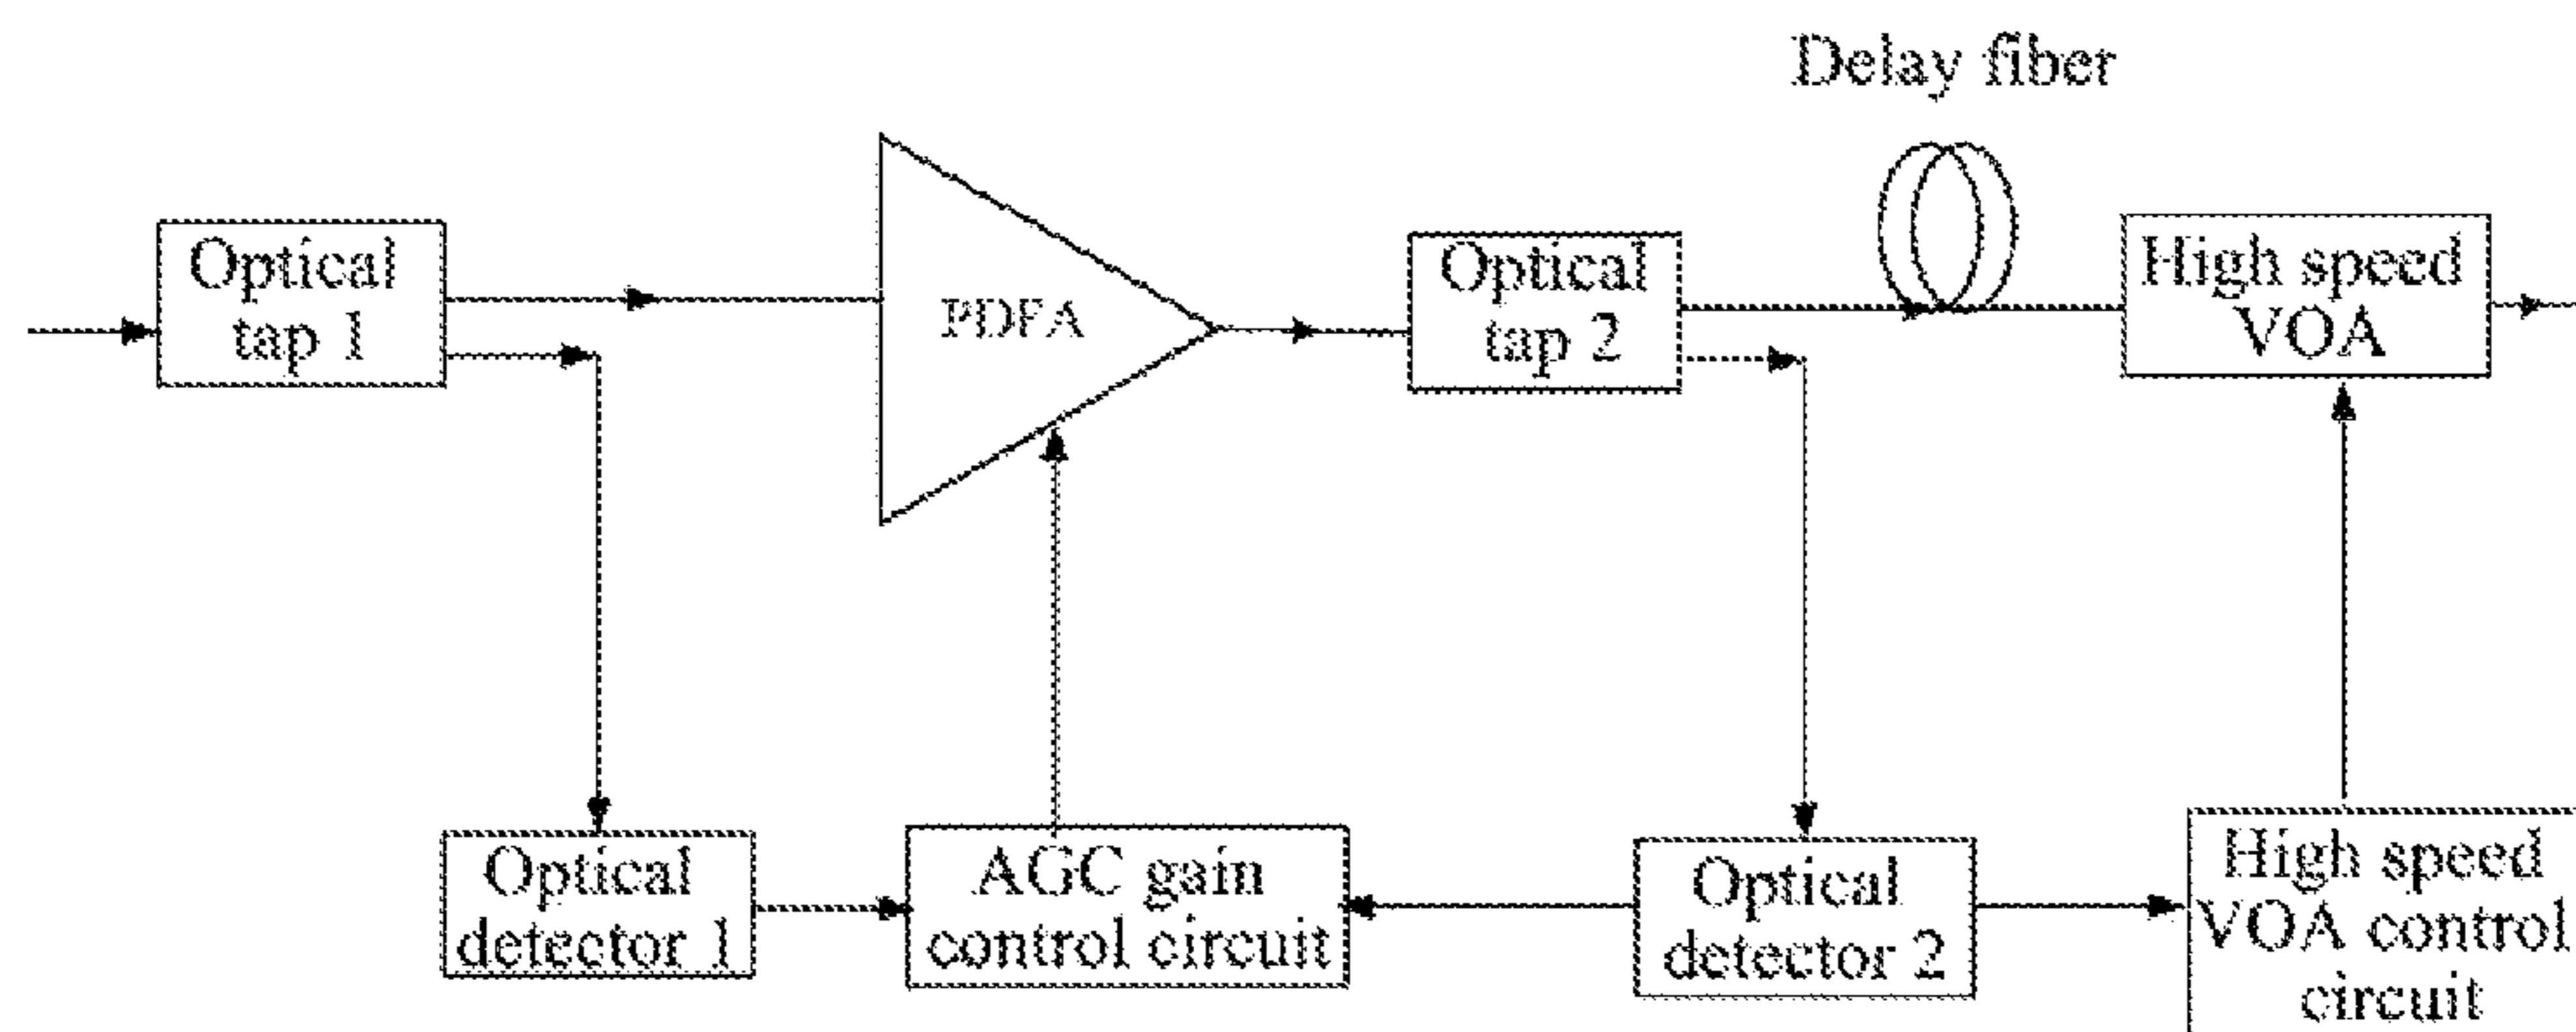 Delay fiber
Optical
tap 1
PDFA
Optical
tap 2
High speed
VOA
Optical
detector 1
AGC gain
control circuit
Optical
detector 2
High speed
VOA control
circuit